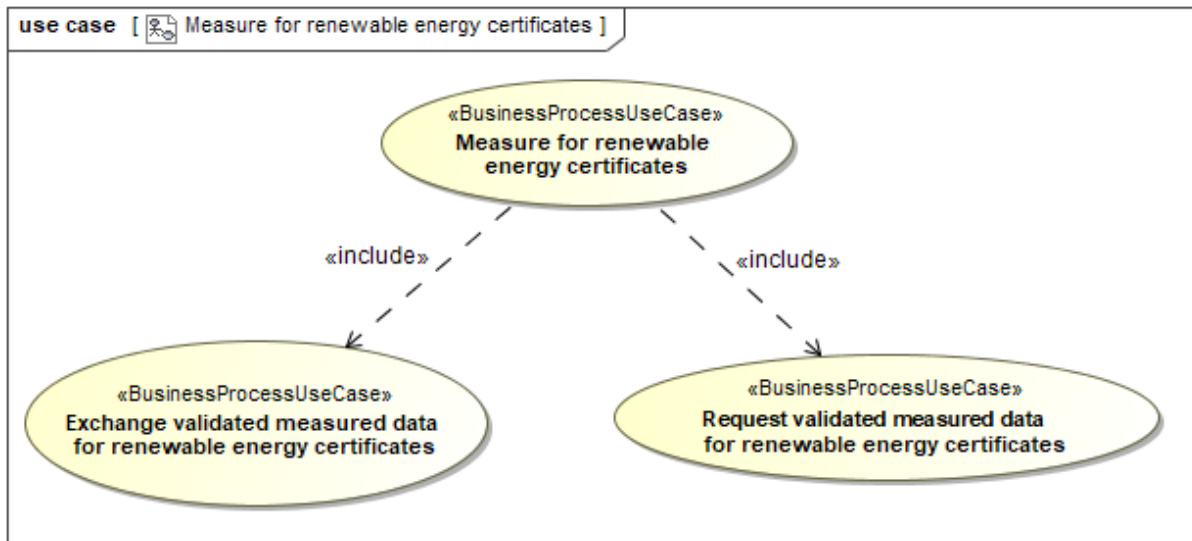 use case [ Measure for renewable energy certificates ]
«BusinessProcessUseCase»
Measure for renewable
energy certificates
«include»
«include»
«BusinessProcessUseCase»
Exchange validated measured data
for renewable energy certificates
«BusinessProcessUseCase»
Request validated measured data
for renewable energy certificates